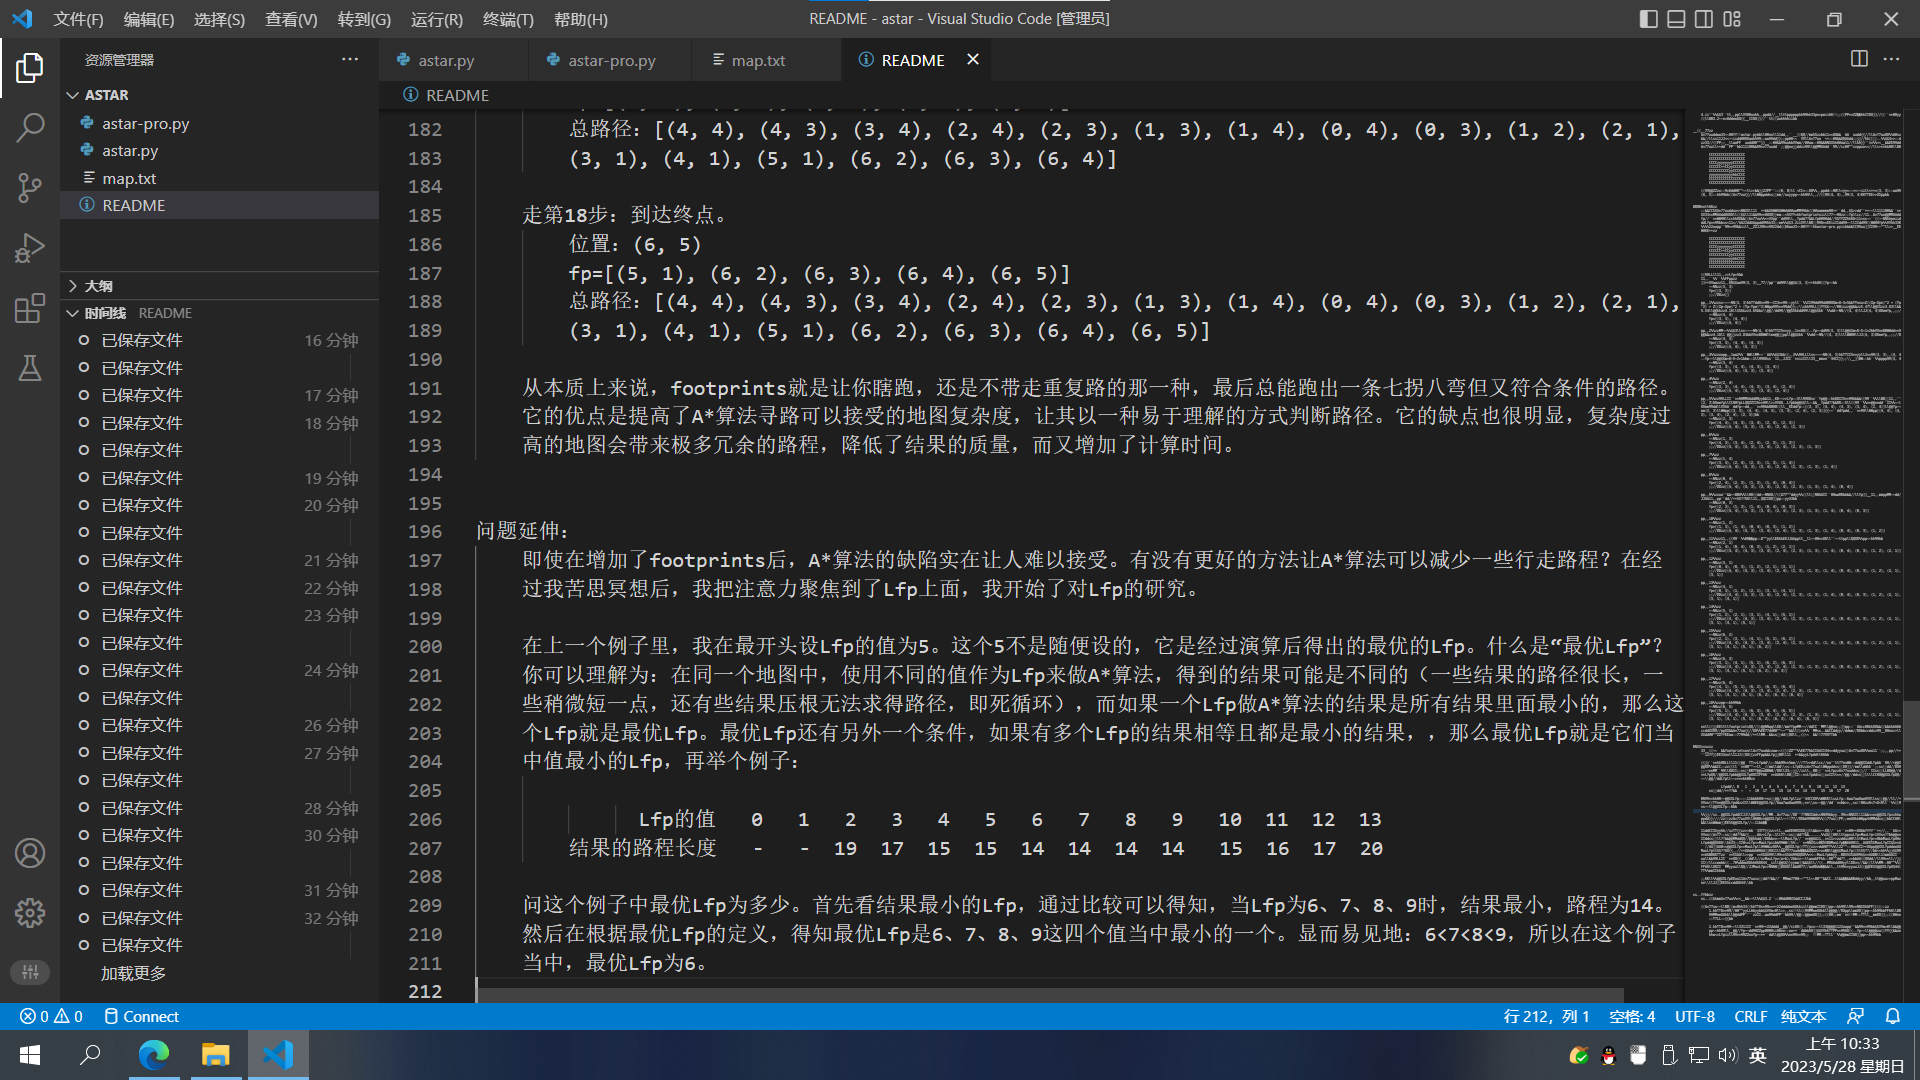 文件(F) 编辑(E) 选择(S) 查看(V) 转到(G) 运行(R) 终端(T) 帮助(H) README - astar - Visual Studio Code [管理员]
资源管理器
astar.py astar-pro.py map.txt README
README
ASTAR
astar-pro.py
astar.py
map.txt
README
大纲
时间线 README
已保存文件 16 分钟
已保存文件
已保存文件 17 分钟
已保存文件 18 分钟
已保存文件
已保存文件 19 分钟
已保存文件 20 分钟
已保存文件
已保存文件 21 分钟
已保存文件 22 分钟
已保存文件 23 分钟
已保存文件
已保存文件 24 分钟
已保存文件
已保存文件 26 分钟
已保存文件 27 分钟
已保存文件
已保存文件 28 分钟
已保存文件 30 分钟
已保存文件
已保存文件 31 分钟
已保存文件 32 分钟
已保存文件
加载更多
182 总路径：[(4, 4), (4, 3), (3, 4), (2, 4), (2, 3), (1, 3), (1, 4), (0, 4), (0, 3), (1, 2), (2, 1),
183 (3, 1), (4, 1), (5, 1), (6, 2), (6, 3), (6, 4)]
184
185 走第18步：到达终点。
186 位置：(6, 5)
187 fp=[(5, 1), (6, 2), (6, 3), (6, 4), (6, 5)]
188 总路径：[(4, 4), (4, 3), (3, 4), (2, 4), (2, 3), (1, 3), (1, 4), (0, 4), (0, 3), (1, 2), (2, 1),
189 (3, 1), (4, 1), (5, 1), (6, 2), (6, 3), (6, 4), (6, 5)]
190
191 从本质上来说，footprints就是让你瞎跑，还是不带走重复路的那一种，最后总能跑出一条七拐八弯但又符合条件的路径。
192 它的优点是提高了A*算法寻路可以接受的地图复杂度，让其以一种易于理解的方式判断路径。它的缺点也很明显，复杂度过
193 高的地图会带来极多冗余的路程，降低了结果的质量，而又增加了计算时间。
194
195
196 问题延伸：
197 即使在增加了footprints后，A*算法的缺陷实在让人难以接受。有没有更好的方法让A*算法可以减少一些行走路程？在经
198 过我苦思冥想后，我把注意力聚焦到了Lfp上面，我开始了对Lfp的研究。
199
200 在上一个例子里，我在最开头设Lfp的值为5。这个5不是随便设的，它是经过演算后得出的最优的Lfp。什么是“最优Lfp”？
201 你可以理解为：在同一个地图中，使用不同的值作为Lfp来做A*算法，得到的结果可能是不同的（一些结果的路径很长，一
202 些稍微短一点，还有些结果压根无法求得路径，即死循环），而如果一个Lfp做A*算法的结果是所有结果里面最小的，那么这
203 个Lfp就是最优Lfp。最优Lfp还有另外一个条件，如果有多个Lfp的结果相等且都是最小的结果，，那么最优Lfp就是它们当
204 中值最小的Lfp，再举个例子：
205
206 Lfp的值 0 1 2 3 4 5 6 7 8 9 10 11 12 13
207 结果的路程长度 - - 19 17 15 15 14 14 14 14 15 16 17 20
208
209 问这个例子中最优Lfp为多少。首先看结果最小的Lfp，通过比较可以得知，当Lfp为6、7、8、9时，结果最小，路程为14。
210 然后在根据最优Lfp的定义，得知最优Lfp是6、7、8、9这四个值当中最小的一个。显而易见地：6<7<8<9，所以在这个例子
211 当中，最优Lfp为6。
212
0 0 Connect 行 212，列 1 空格: 4 UTF-8 CRLF 纯文本
英 上午 10:33
2023/5/28 星期日